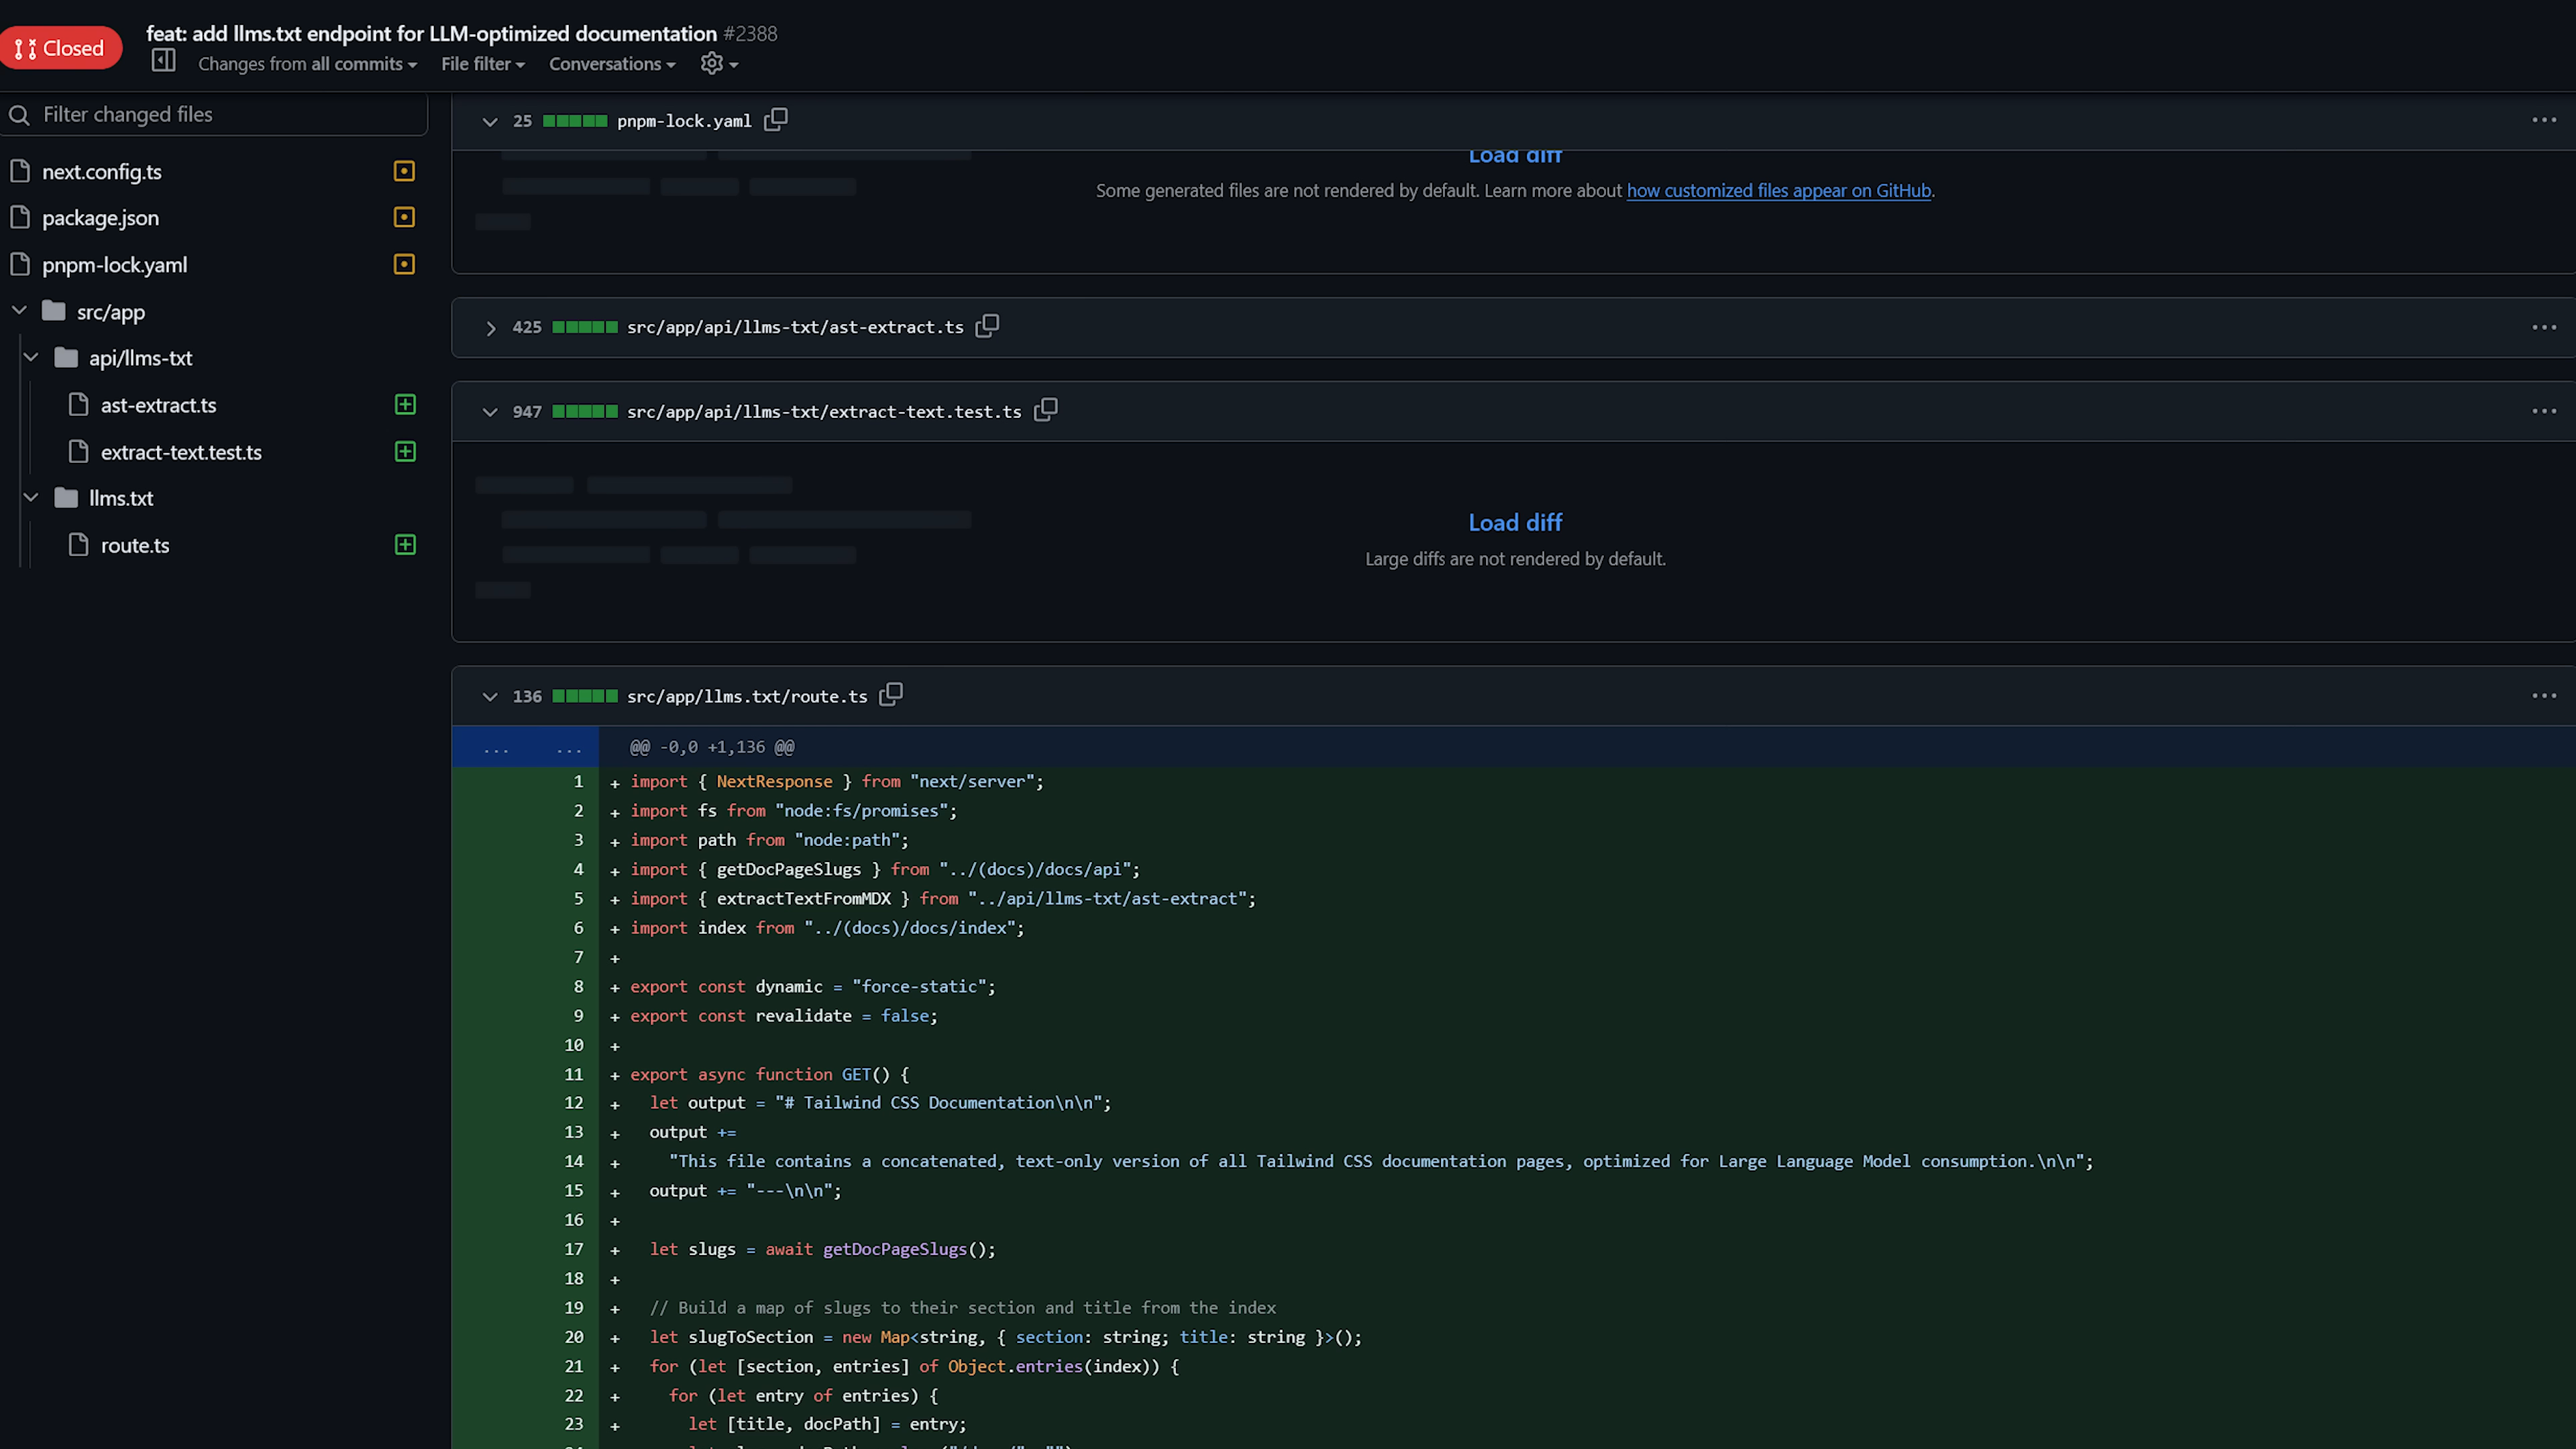 Closed
feat: add llms.txt endpoint for LLM-optimized documentation #2388
Changes from all commits File filter Conversations
Filter changed files
next.config.ts
package.json
pnpm-lock.yaml
src/app
api/llms-txt
ast-extract.ts
extract-text.test.ts
llms.txt
route.ts
25 pnpm-lock.yaml
Load diff
Some generated files are not rendered by default. Learn more about how customized files appear on GitHub.
425 src/app/api/llms-txt/ast-extract.ts
947 src/app/api/llms-txt/extract-text.test.ts
Load diff
Large diffs are not rendered by default.
136 src/app/llms.txt/route.ts
... ... @@ -0,0 +1,136 @@
1 + import { NextResponse } from "next/server";
2 + import fs from "node:fs/promises";
3 + import path from "node:path";
4 + import { getDocPageSlugs } from "../(docs)/docs/api";
5 + import { extractTextFromMDX } from "../api/llms-txt/ast-extract";
6 + import index from "../(docs)/docs/index";
7 +
8 + export const dynamic = "force-static";
9 + export const revalidate = false;
10 +
11 + export async function GET() {
12 + let output = "# Tailwind CSS Documentation\n\n";
13 + output +=
14 + "This file contains a concatenated, text-only version of all Tailwind CSS documentation pages, optimized for Large Language Model consumption.\n\n";
15 + output += "---\n\n";
16 +
17 + let slugs = await getDocPageSlugs();
18 +
19 + // Build a map of slugs to their section and title from the index
20 + let slugToSection = new Map<string, { section: string; title: string }>();
21 + for (let [section, entries] of Object.entries(index)) {
22 + for (let entry of entries) {
23 + let [title, docPath] = entry;